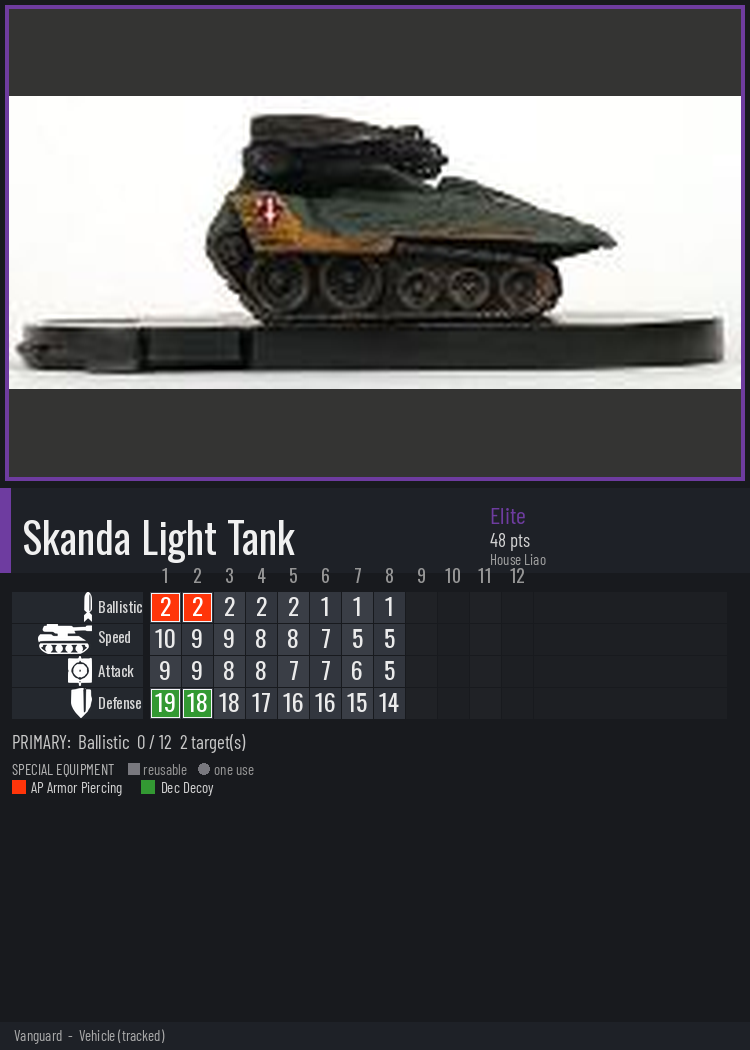 Skanda Light Tank
Elite
48 pts
House Liao
1 2 3 4 5 6 7 8 9 10 11 12
Ballistic 2 2 2 2 2 1 1 1
Speed 10 9 9 8 8 7 5 5
Attack 9 9 8 8 7 7 6 5
Defense 19 18 18 17 16 16 15 14
PRIMARY: Ballistic 0 / 12 2 target(s)
SPECIAL EQUIPMENT reusable one use
AP Armor Piercing Dec Decoy
Vanguard - Vehicle (tracked)